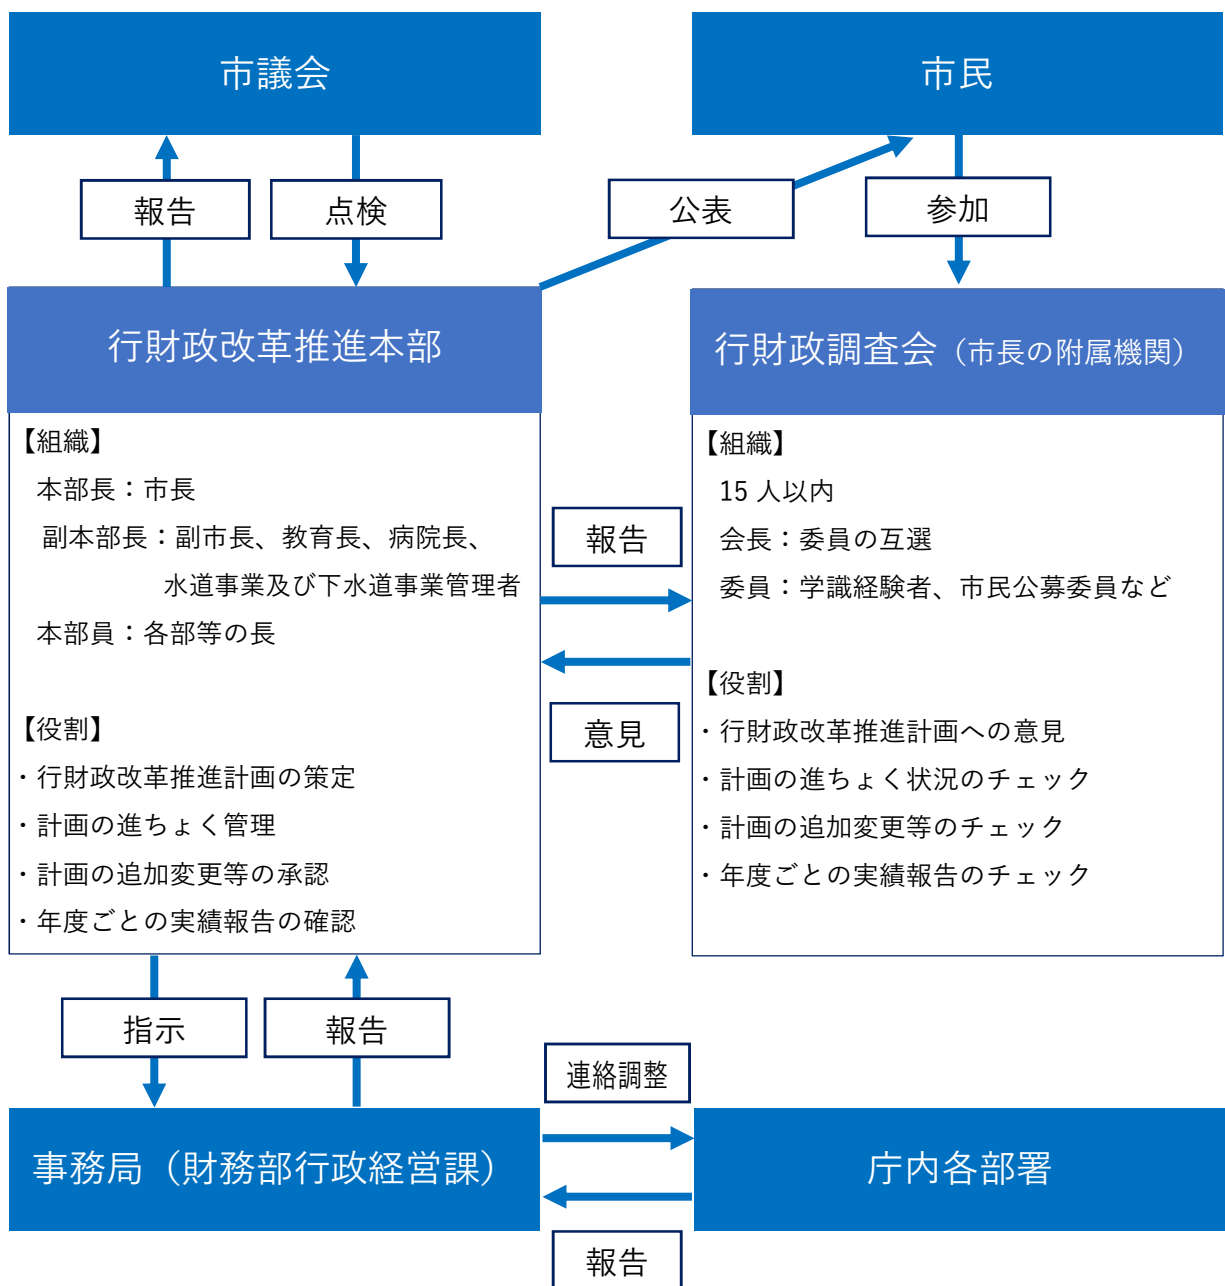 市議会
市民
報告
点検
公表
参加
行財政改革推進本部
【組織】
本部長：市長
副本部長：副市長、教育長、病院長、
水道事業及び下水道事業管理者
本部員：各部等の長
【役割】
・行財政改革推進計画の策定
・計画の進ちょく管理
・計画の追加変更等の承認
・年度ごとの実績報告の確認
報告
意見
行財政調査会（市長の附属機関）
【組織】
15 人以内
会長：委員の互選
委員：学識経験者、市民公募委員など
【役割】
・行財政改革推進計画への意見
・計画の進ちょく状況のチェック
・計画の追加変更等のチェック
・年度ごとの実績報告のチェック
指示
報告
連絡調整
事務局（財務部行政経営課）
庁内各部署
報告